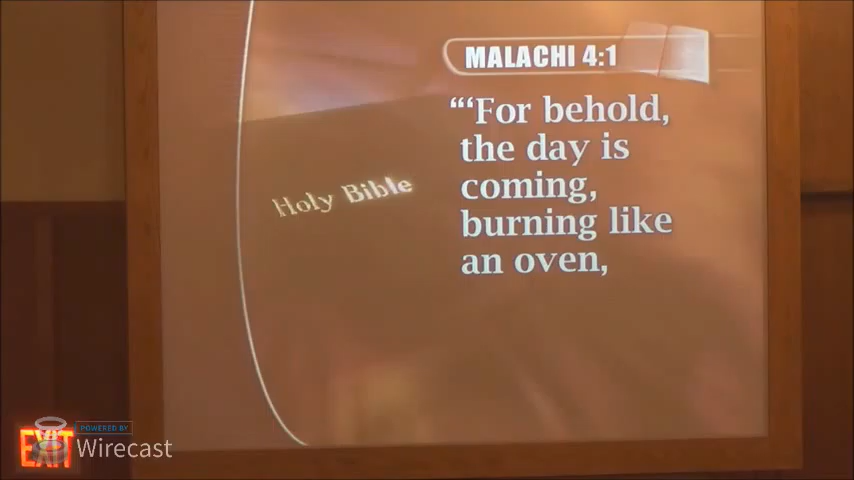 MALACHI 4:1
“‘For behold,
the day is
coming,
burning like
an oven,
Holy Bible
EXIT
POWERED BY
Wirecast